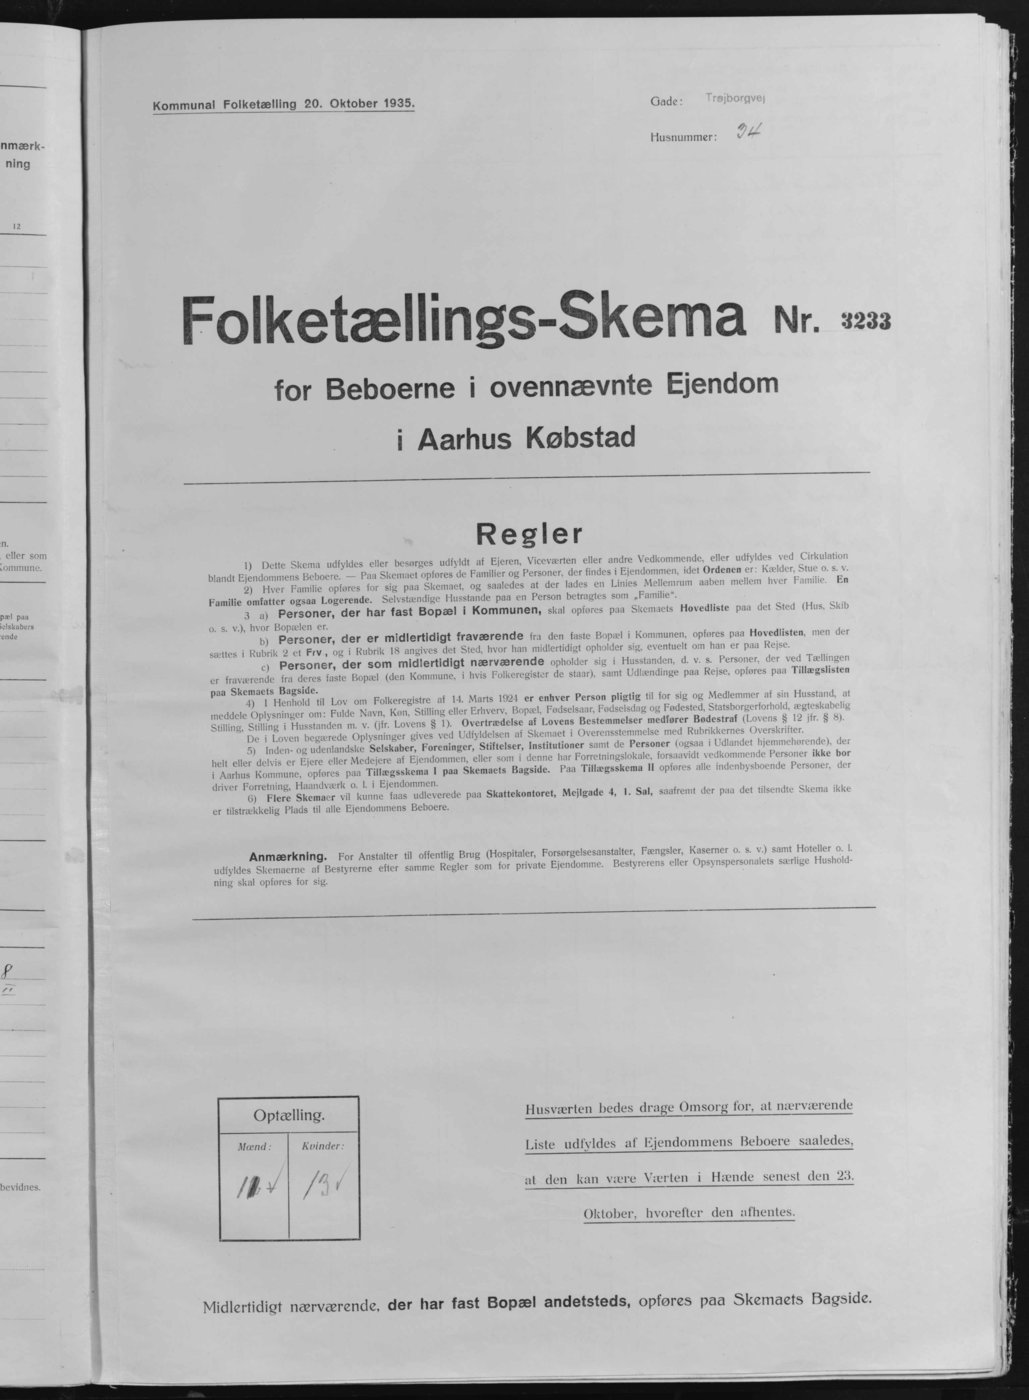 nmærk-
ning
12
n.
, eller som
Kommune.
pæl paa
Selskabers
ende
8
II
bevidnes.
Kommunal Folketælling 20. Oktober 1935.
Gade: Trøjborgvej
Husnummer: 34
Folketællings-Skema Nr. 3233
for Beboerne i ovennævnte Ejendom
i Aarhus Købstad
Regler
1) Dette Skema udfyldes eller besørges udfyldt af Ejeren, Viceværten eller andre Vedkommende, eller udfyldes ved Cirkulation
blandt Ejendommens Beboere. — Paa Skemaet opføres de Familier og Personer, der findes i Ejendommen, idet Ordenen er: Kælder, Stue o. s. v.
2) Hver Familie opføres for sig paa Skemaet, og saaledes at der lades en Linies Mellemrum aaben mellem hver Familie. En
Familie omfatter ogsaa Logerende. Selvstændige Husstande paa en Person betragtes som „Familie".
3 a) Personer, der har fast Bopæl i Kommunen, skal opføres paa Skemaets Hovedliste paa det Sted (Hus, Skib
o. s. v.), hvor Bopælen er.
b) Personer, der er midlertidigt fraværende fra den faste Bopæl i Kommunen, opføres paa Hovedlisten, men der
sættes i Rubrik 2 et Frv , og i Rubrik 18 angives det Sted, hvor han midlertidigt opholder sig, eventuelt om han er paa Rejse.
c) Personer, der som midlertidigt nærværende opholder sig i Husstanden, d. v. s. Personer, der ved Tællingen
er fraværende fra deres faste Bopæl (den Kommune, i hvis Folkeregister de staar), samt Udlændinge paa Rejse, opføres paa Tillægslisten
paa Skemaets Bagside.
4) I Henhold til Lov om Folkeregistre af 14. Marts 1924 er enhver Person pligtig til for sig og Medlemmer af sin Husstand, at
meddele Oplysninger om: Fulde Navn, Køn, Stilling eller Erhverv, Bopæl, Fødselsaar, Fødselsdag og Fødested, Statsborgerforhold, ægteskabelig
Stilling, Stilling i Husstanden m. v. (jfr. Lovens § 1). Overtrædelse af Lovens Bestemmelser medfører Bødestraf (Lovens § 12 jfr. § 8).
De i Loven begærede Oplysninger gives ved Udfyldelsen af Skemaet i Overensstemmelse med Rubrikkernes Overskrifter.
5) Inden- og udenlandske Selskaber, Foreninger, Stiftelser, Institutioner samt de Personer (ogsaa i Udlandet hjemmehørende), der
helt eller delvis er Ejere eller Medejere af Ejendommen, eller som i denne har Forretningslokale, forsaavidt vedkommende Personer ikke bor
i Aarhus Kommune, opføres paa Tillægsskema I paa Skemaets Bagside. Paa Tillægsskema II opføres alle indenbysboende Personer, der
driver Forretning, Haandværk o. l. i Ejendommen.
6) Flere Skemaer vil kunne faas udleverede paa Skattekontoret, Mejlgade 4, 1. Sal, saafremt der paa det tilsendte Skema ikke
er tilstrækkelig Plads til alle Ejendommens Beboere.
Anmærkning. For Anstalter til offentlig Brug (Hospitaler, Forsørgelsesanstalter, Fængsler, Kaserner o. s. v.) samt Hoteller o. l.
udfyldes Skemaerne af Bestyrerne efter samme Regler som for private Ejendomme. Bestyrerens eller Opsynspersonalets særlige Hushold-
ning skal opføres for sig.
Optælling.
Mænd: Kvinder:
13 √
Husværten bedes drage Omsorg for, at nærværende
Liste udfyldes af Ejendommens Beboere saaledes,
at den kan være Værten i Hænde senest den 23.
Oktober, hvorefter den afhentes.
Midlertidigt nærværende, der har fast Bopæl andetsteds, opføres paa Skemaets Bagside.